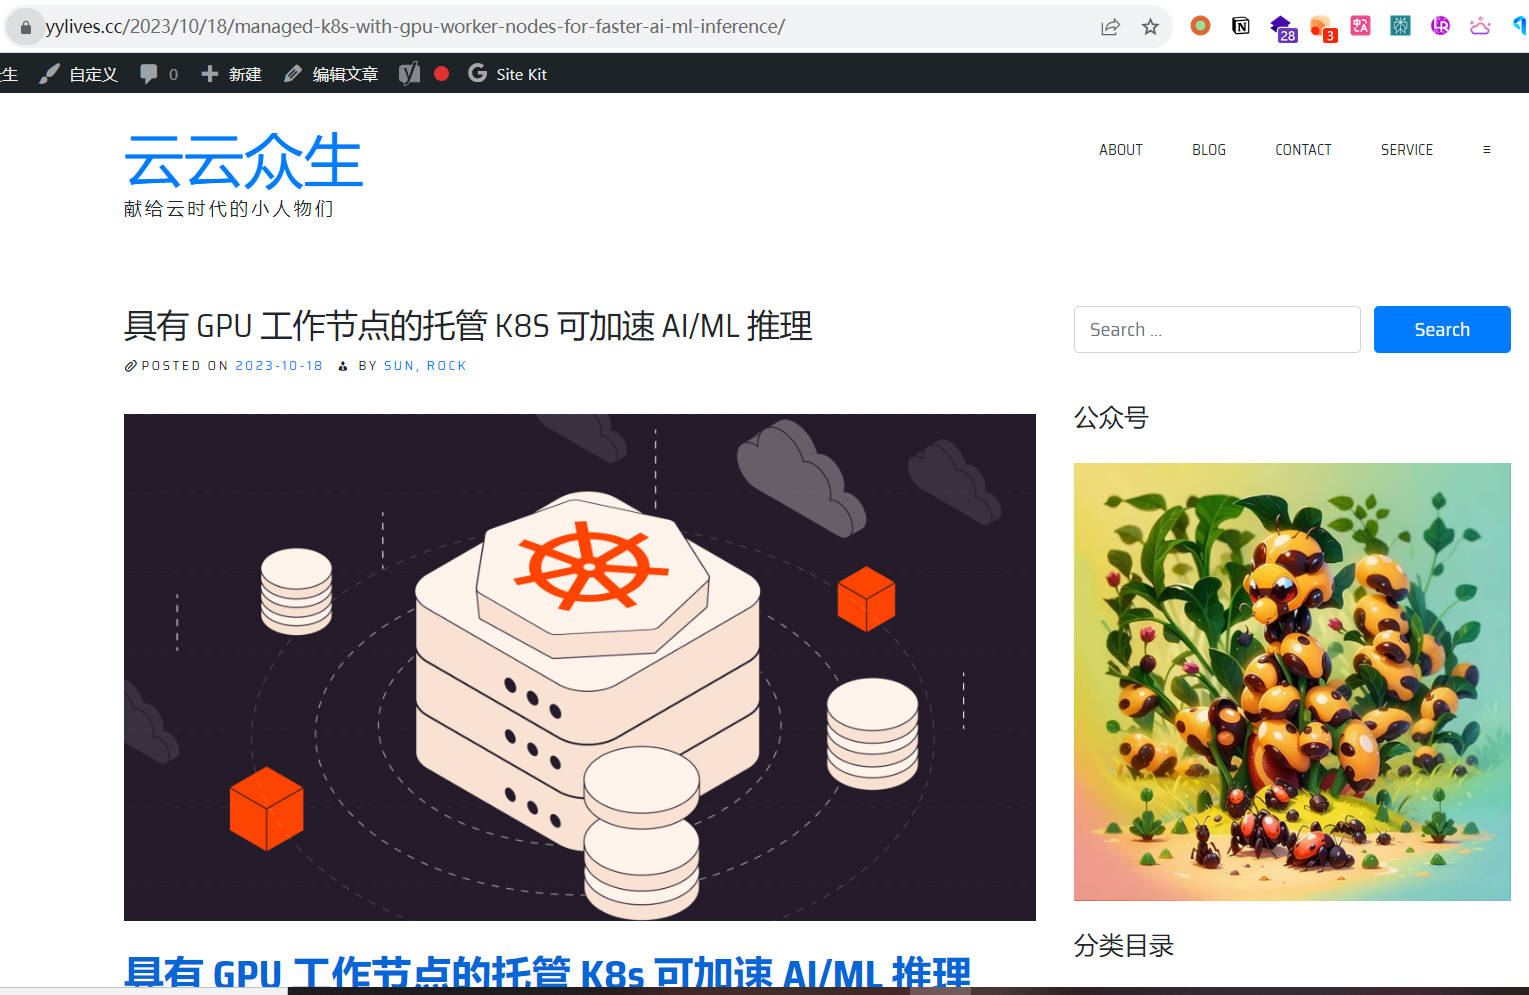 yylives.cc/2023/10/18/managed-k8s-with-gpu-worker-nodes-for-faster-ai-ml-inference/
28
3
生 自定义 0 新建 编辑文章 Site Kit
云云众生
献给云时代的小人物们
ABOUT BLOG CONTACT SERVICE ≡
具有 GPU 工作节点的托管 K8S 可加速 AI/ML 推理
POSTED ON 2023-10-18 BY SUN, ROCK
Search ...
Search
公众号
分类目录
具有 GPU 工作节点的托管 K8s 可加速 AI/ML 推理